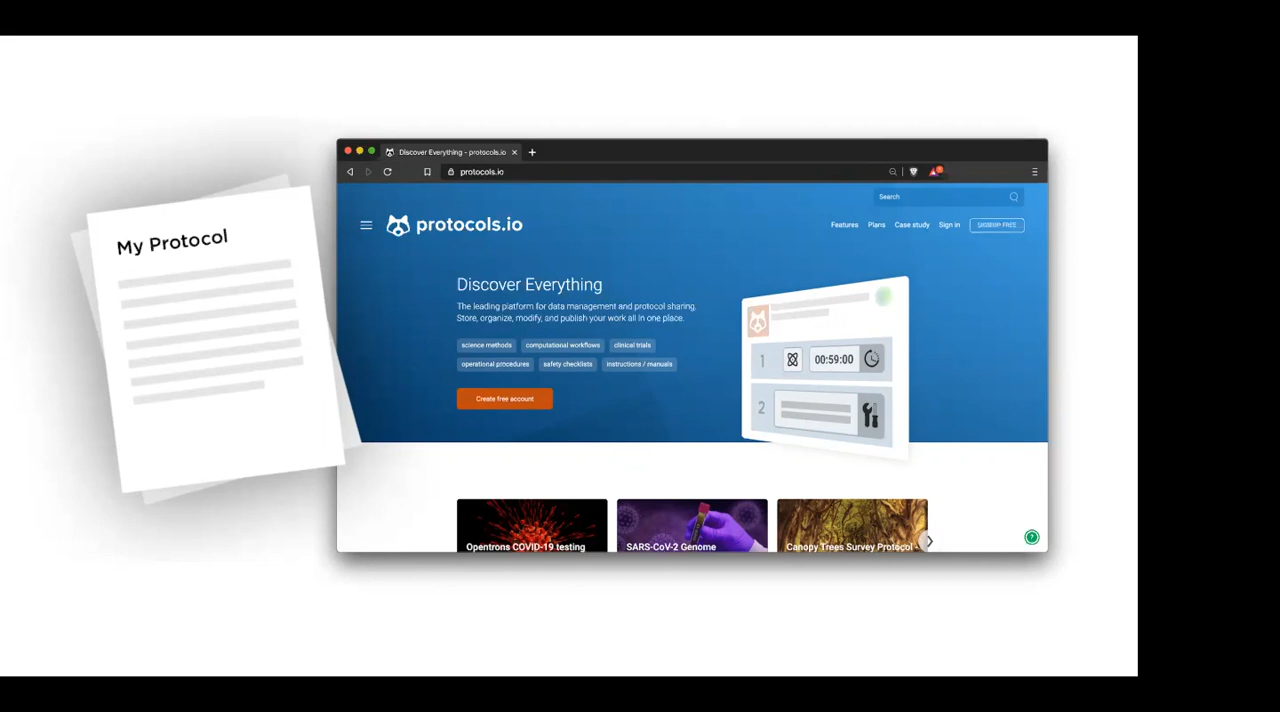 My Protocol
Discover Everything - protocols.io
protocols.io
Search
protocols.io
Features Plans Case study Sign in SIGNUP FREE
Discover Everything
The leading platform for data management and protocol sharing.
Store, organize, modify, and publish your work all in one place.
science methods computational workflows clinical trials
operational procedures safety checklists instructions / manuals
Create free account
1 00:59:00
2
Opentrons COVID-19 testing
SARS-CoV-2 Genome
Canopy Trees Survey Protocol